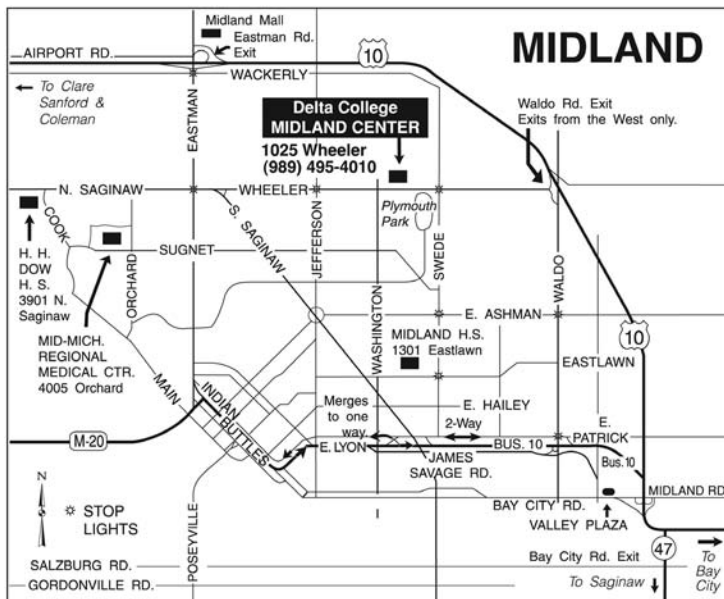 Midland Mall
Eastman Rd.
Exit
AIRPORT RD.
10
MIDLAND
WACKERLY
To Clare
Sanford &
Coleman
EASTMAN
Delta College
MIDLAND CENTER
1025 Wheeler
(989) 495-4010
Waldo Rd. Exit
Exits from the West only.
N. SAGINAW
WHEELER
Plymouth
Park
COOK
S. SAGINAW
JEFFERSON
SWEDE
WALDO
H. H.
DOW
H. S.
3901 N.
Saginaw
SUGNET
ORCHARD
WASHINGTON
E. ASHMAN
10
MID-MICH.
REGIONAL
MEDICAL CTR.
4005 Orchard
MIDLAND H.S.
1301 Eastlawn
EASTLAWN
MAIN
INDIAN
BUTTLES
Merges
to one
way
E. HAILEY
2-Way
E.
PATRICK
M-20
E. LYON
BUS. 10
Bus. 10
JAMES
SAVAGE RD.
N
S
STOP
LIGHTS
POSEYVILLE
BAY CITY RD.
MIDLAND RD
VALLEY PLAZA
SALZBURG RD.
GORDONVILLE RD.
Bay City Rd. Exit
47
To
Bay
City
To Saginaw